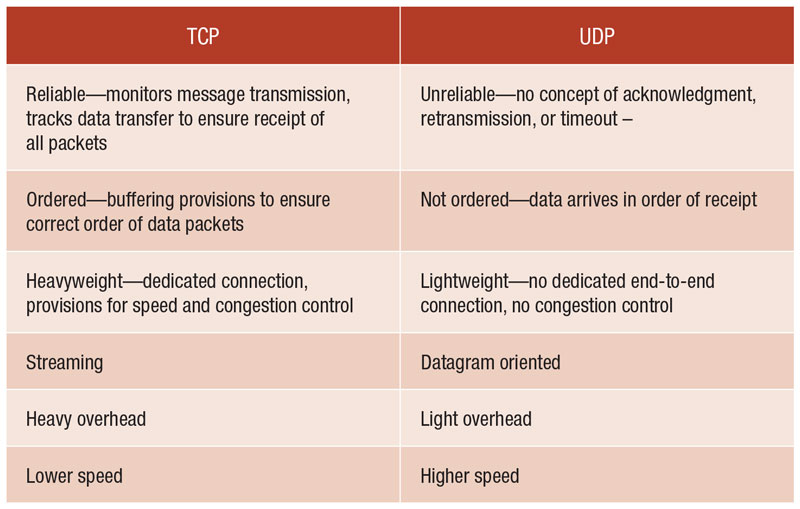 TCP
UDP
Reliable—monitors message transmission,
tracks data transfer to ensure receipt of
all packets
Unreliable—no concept of acknowledgment,
retransmission, or timeout –
Ordered—buffering provisions to ensure
correct order of data packets
Not ordered—data arrives in order of receipt
Heavyweight—dedicated connection,
provisions for speed and congestion control
Lightweight—no dedicated end-to-end
connection, no congestion control
Streaming
Datagram oriented
Heavy overhead
Light overhead
Lower speed
Higher speed